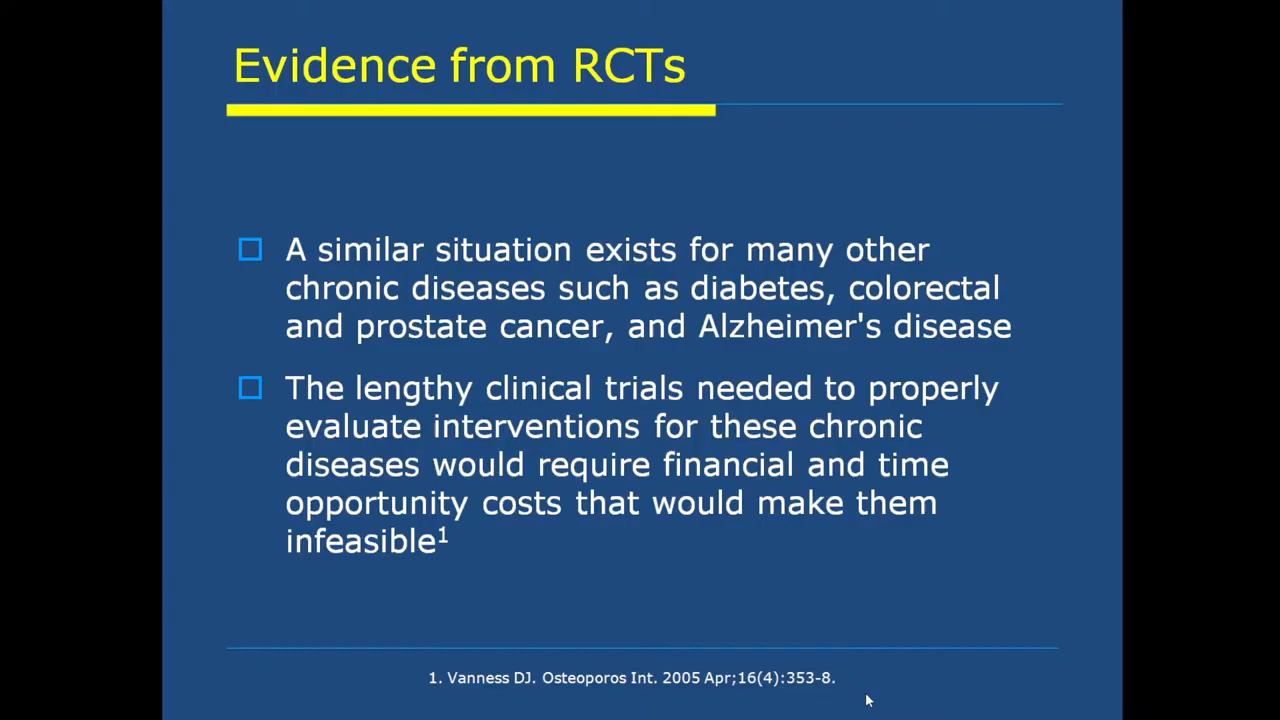 Evidence from RCTs
A similar situation exists for many other
chronic diseases such as diabetes, colorectal
and prostate cancer, and Alzheimer's disease
The lengthy clinical trials needed to properly
evaluate interventions for these chronic
diseases would require financial and time
opportunity costs that would make them
infeasible¹
1. Vanness DJ. Osteoporos Int. 2005 Apr;16(4):353-8.